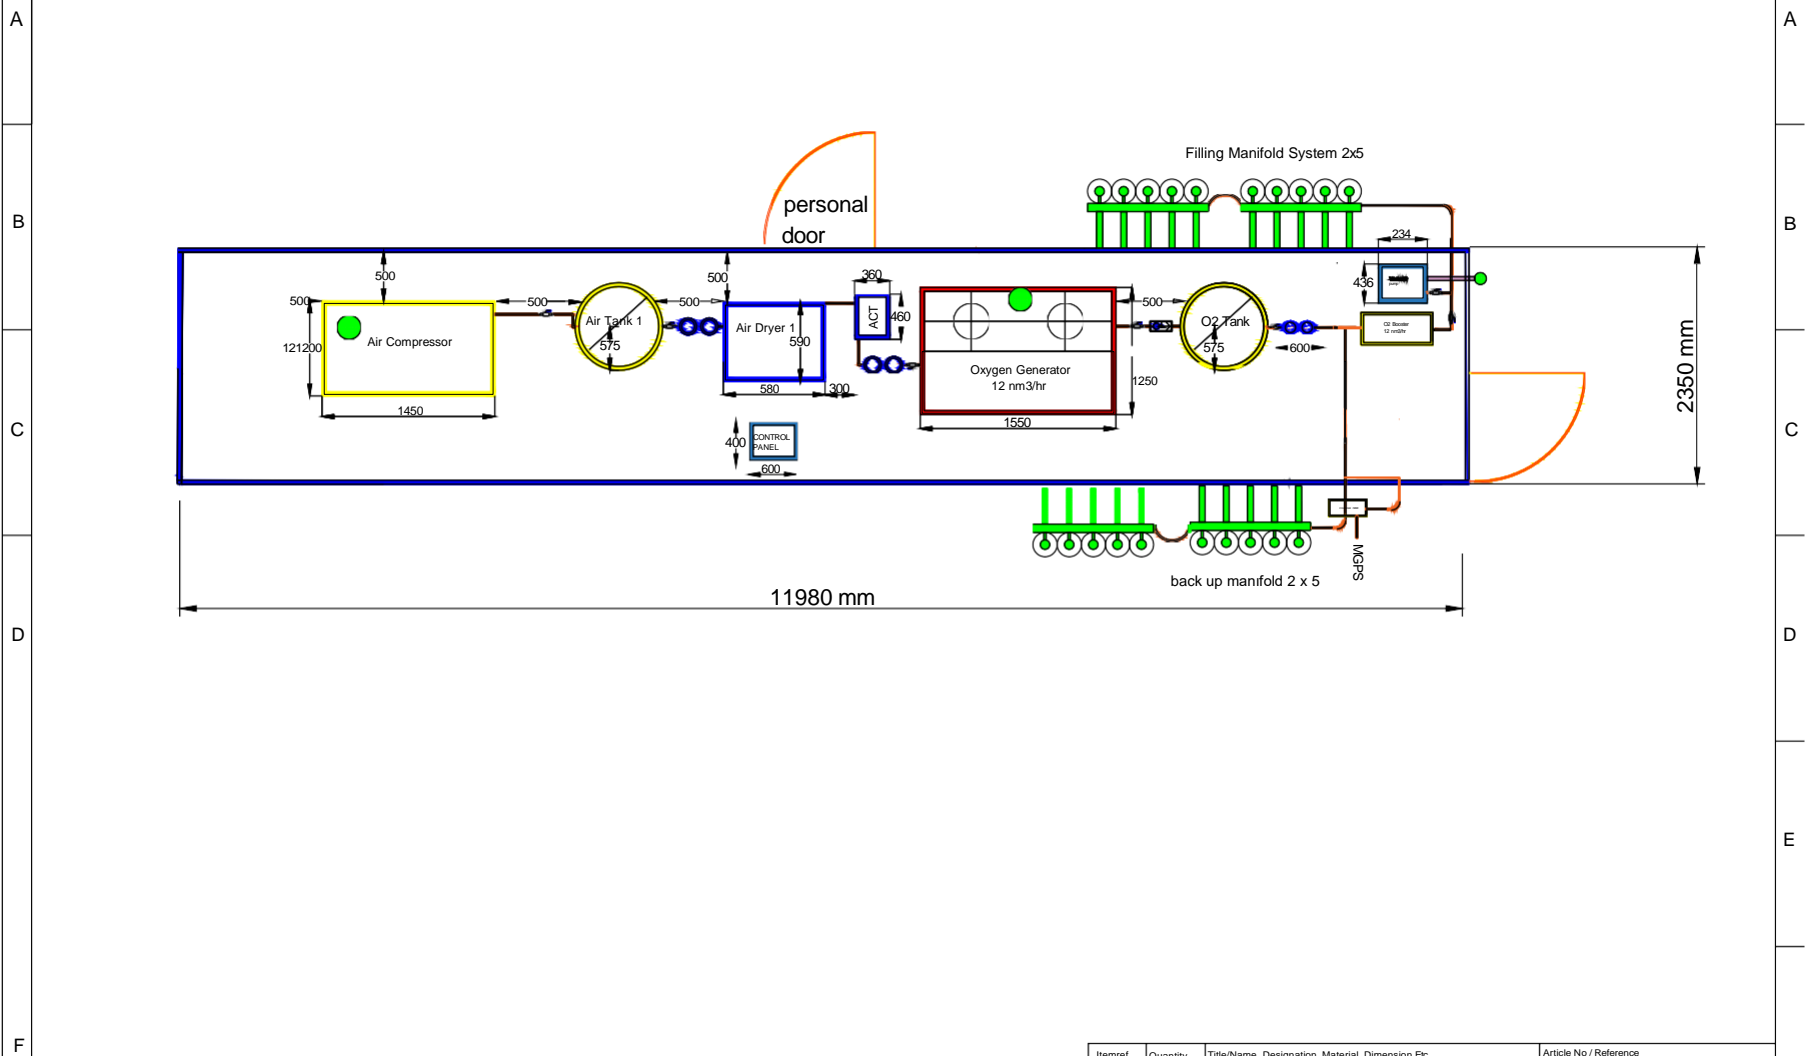 A
A
Filling Manifold System 2x5
personal
door
B
B
234
500
500
360
436
500
500
500
460
500
Air Tank 1
Air Dryer 1
ACT
O2 Tank
O2 Booster
12 nm3/hr
121200
Air Compressor
575
590
575
600
Oxygen Generator
12 nm3/hr
1250
580
300
1450
1550
2350 mm
C
C
400
CONTROL
PANEL
600
MGPS
back up manifold 2 x 5
11980 mm
D
D
E
F
Itemref
Quantity
Title/Name, Designation, Material, Dimension Etc
Article No / Reference